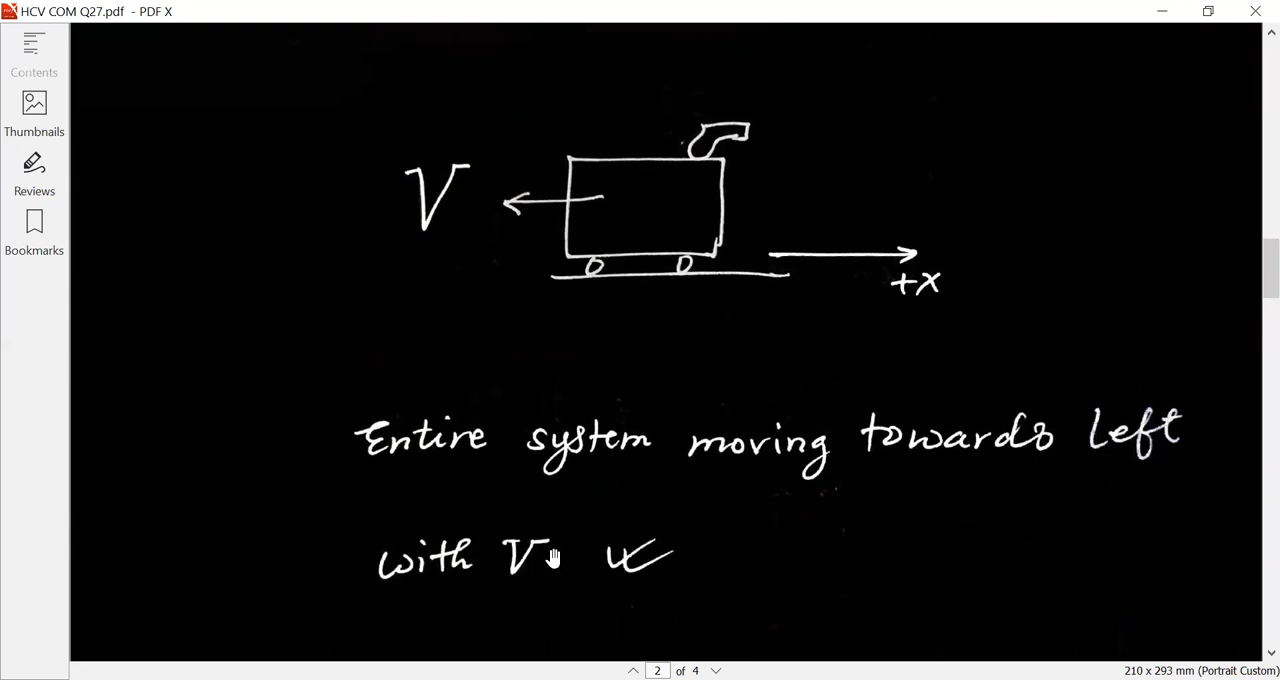 HCV COM Q27.pdf - PDF X
Contents
Thumbnails
Reviews
Bookmarks
V
+X
Entire system moving towards Left
with V
2 of 4
210 x 293 mm (Portrait Custom)